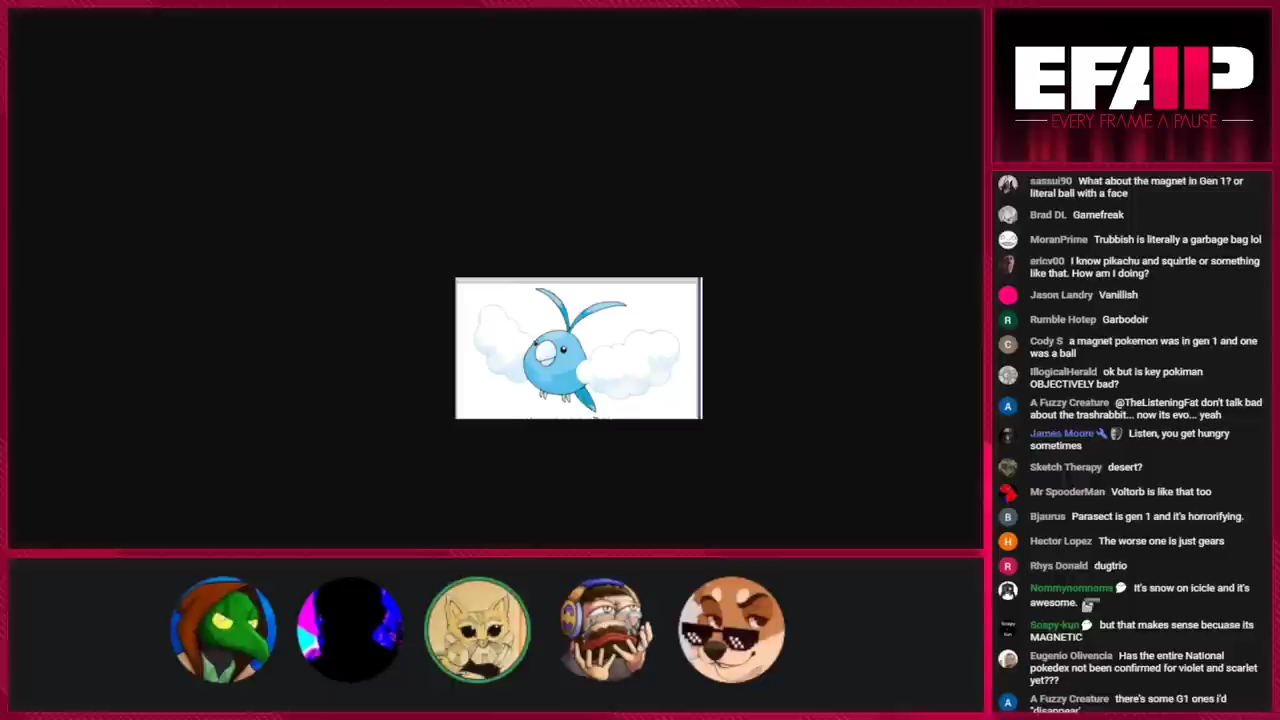 EFAP
EVERY FRAME A PAUSE
sassui90 What about the magnet in Gen 1? or
literal ball with a face
Brad DL Gamefreak
MoranPrime Trubbish is literally a garbage bag lol
ericv00 I know pikachu and squirtle or something
like that. How am I doing?
Jason Landry Vanillish
R
Rumble Hotep Garbodoir
C
Cody S a magnet pokemon was in gen 1 and one
was a ball
IllogicalHerald ok but is key pokiman
OBJECTIVELY bad?
A
A Fuzzy Creature @TheListeningFat don't talk bad
about the trashrabbit... now its evo... yeah
James Moore Listen, you get hungry
sometimes
Sketch Therapy desert?
Mr SpooderMan Voltorb is like that too
B
Bjaurus Parasect is gen 1 and it's horrorifying.
H
Hector Lopez The worse one is just gears
R
Rhys Donald dugtrio
Nommynomnoms It's snow on icicle and it's
awesome.
Soapy-kun but that makes sense becuase its
MAGNETIC
Eugenio Olivencia Has the entire National
pokedex not been confirmed for violet and scarlet
yet???
A
A Fuzzy Creature there's some G1 ones i'd
"disappear'